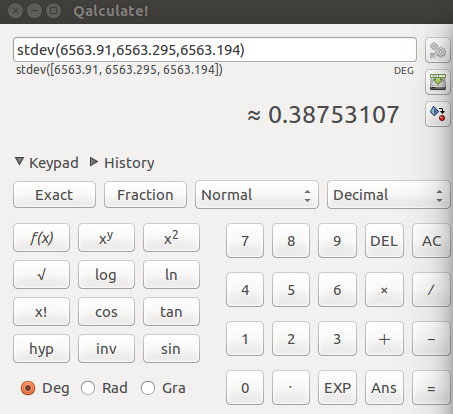 Qalculate!
stdev(6563.91,6563.295,6563.194)
stdev([6563.91, 6563.295, 6563.194])
DEG
≈ 0.38753107
Keypad History
Exact Fraction Normal Decimal
f(x) xy x2 7 8 9 DEL AC
√ log ln 4 5 6 × /
x! cos tan 1 2 3 + −
hyp inv sin 0 · EXP Ans =
Deg Rad Gra